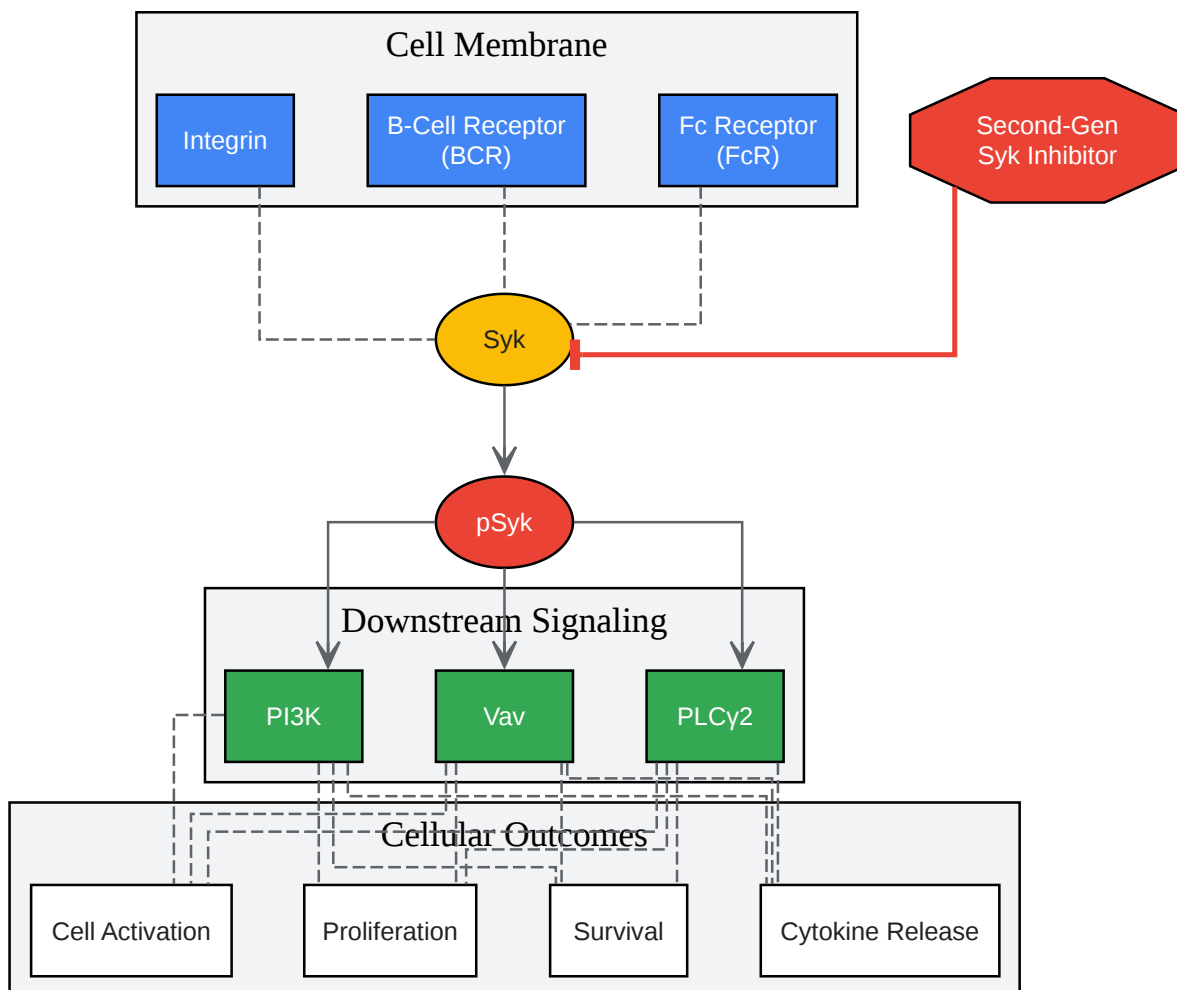 Cell Membrane
Integrin
B-Cell Receptor
(BCR)
Fc Receptor
(FcR)
Second-Gen
Syk Inhibitor
Syk
pSyk
Downstream Signaling
PI3K
Vav
PLCγ2
Cellular Outcomes
Cell Activation
Proliferation
Survival
Cytokine Release